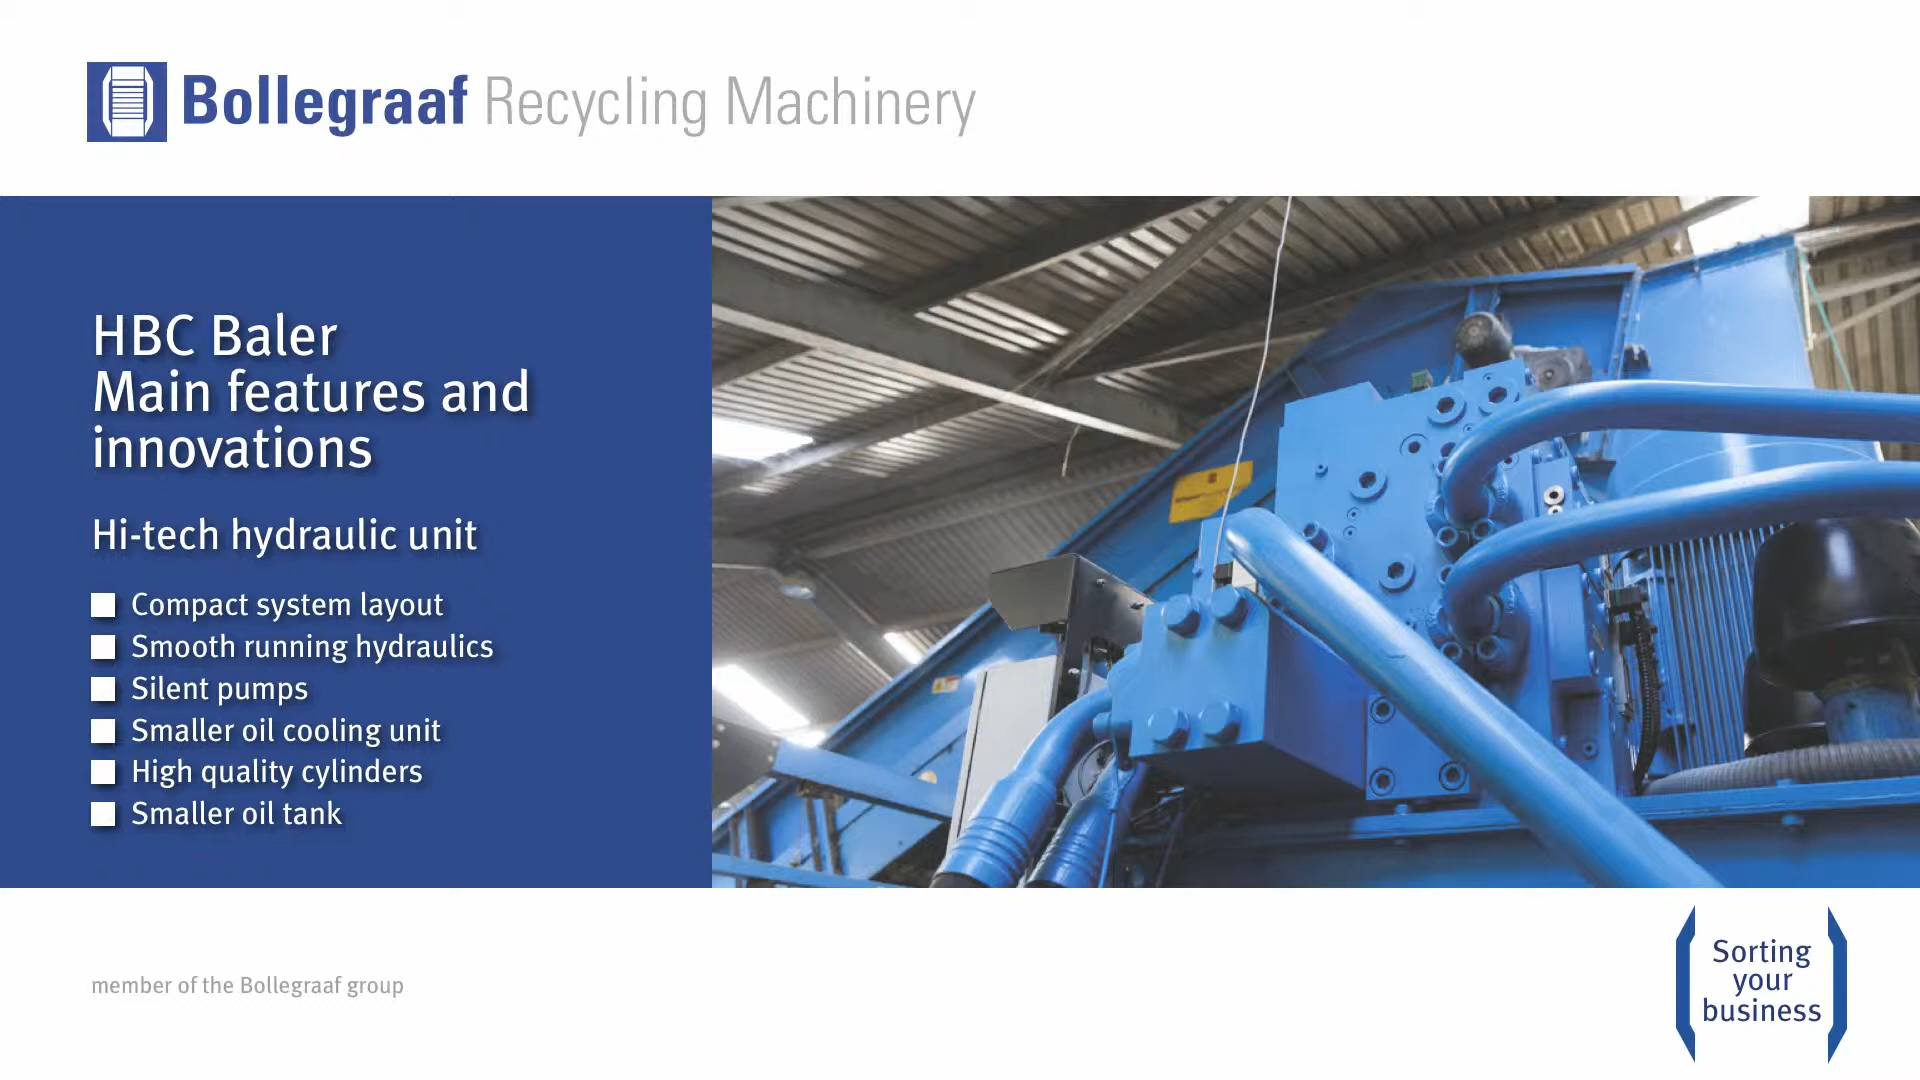 Bollegraaf Recycling Machinery
HBC Baler
Main features and
innovations
Hi-tech hydraulic unit
Compact system layout
Smooth running hydraulics
Silent pumps
Smaller oil cooling unit
High quality cylinders
Smaller oil tank
member of the Bollegraaf group
Sorting
your
business